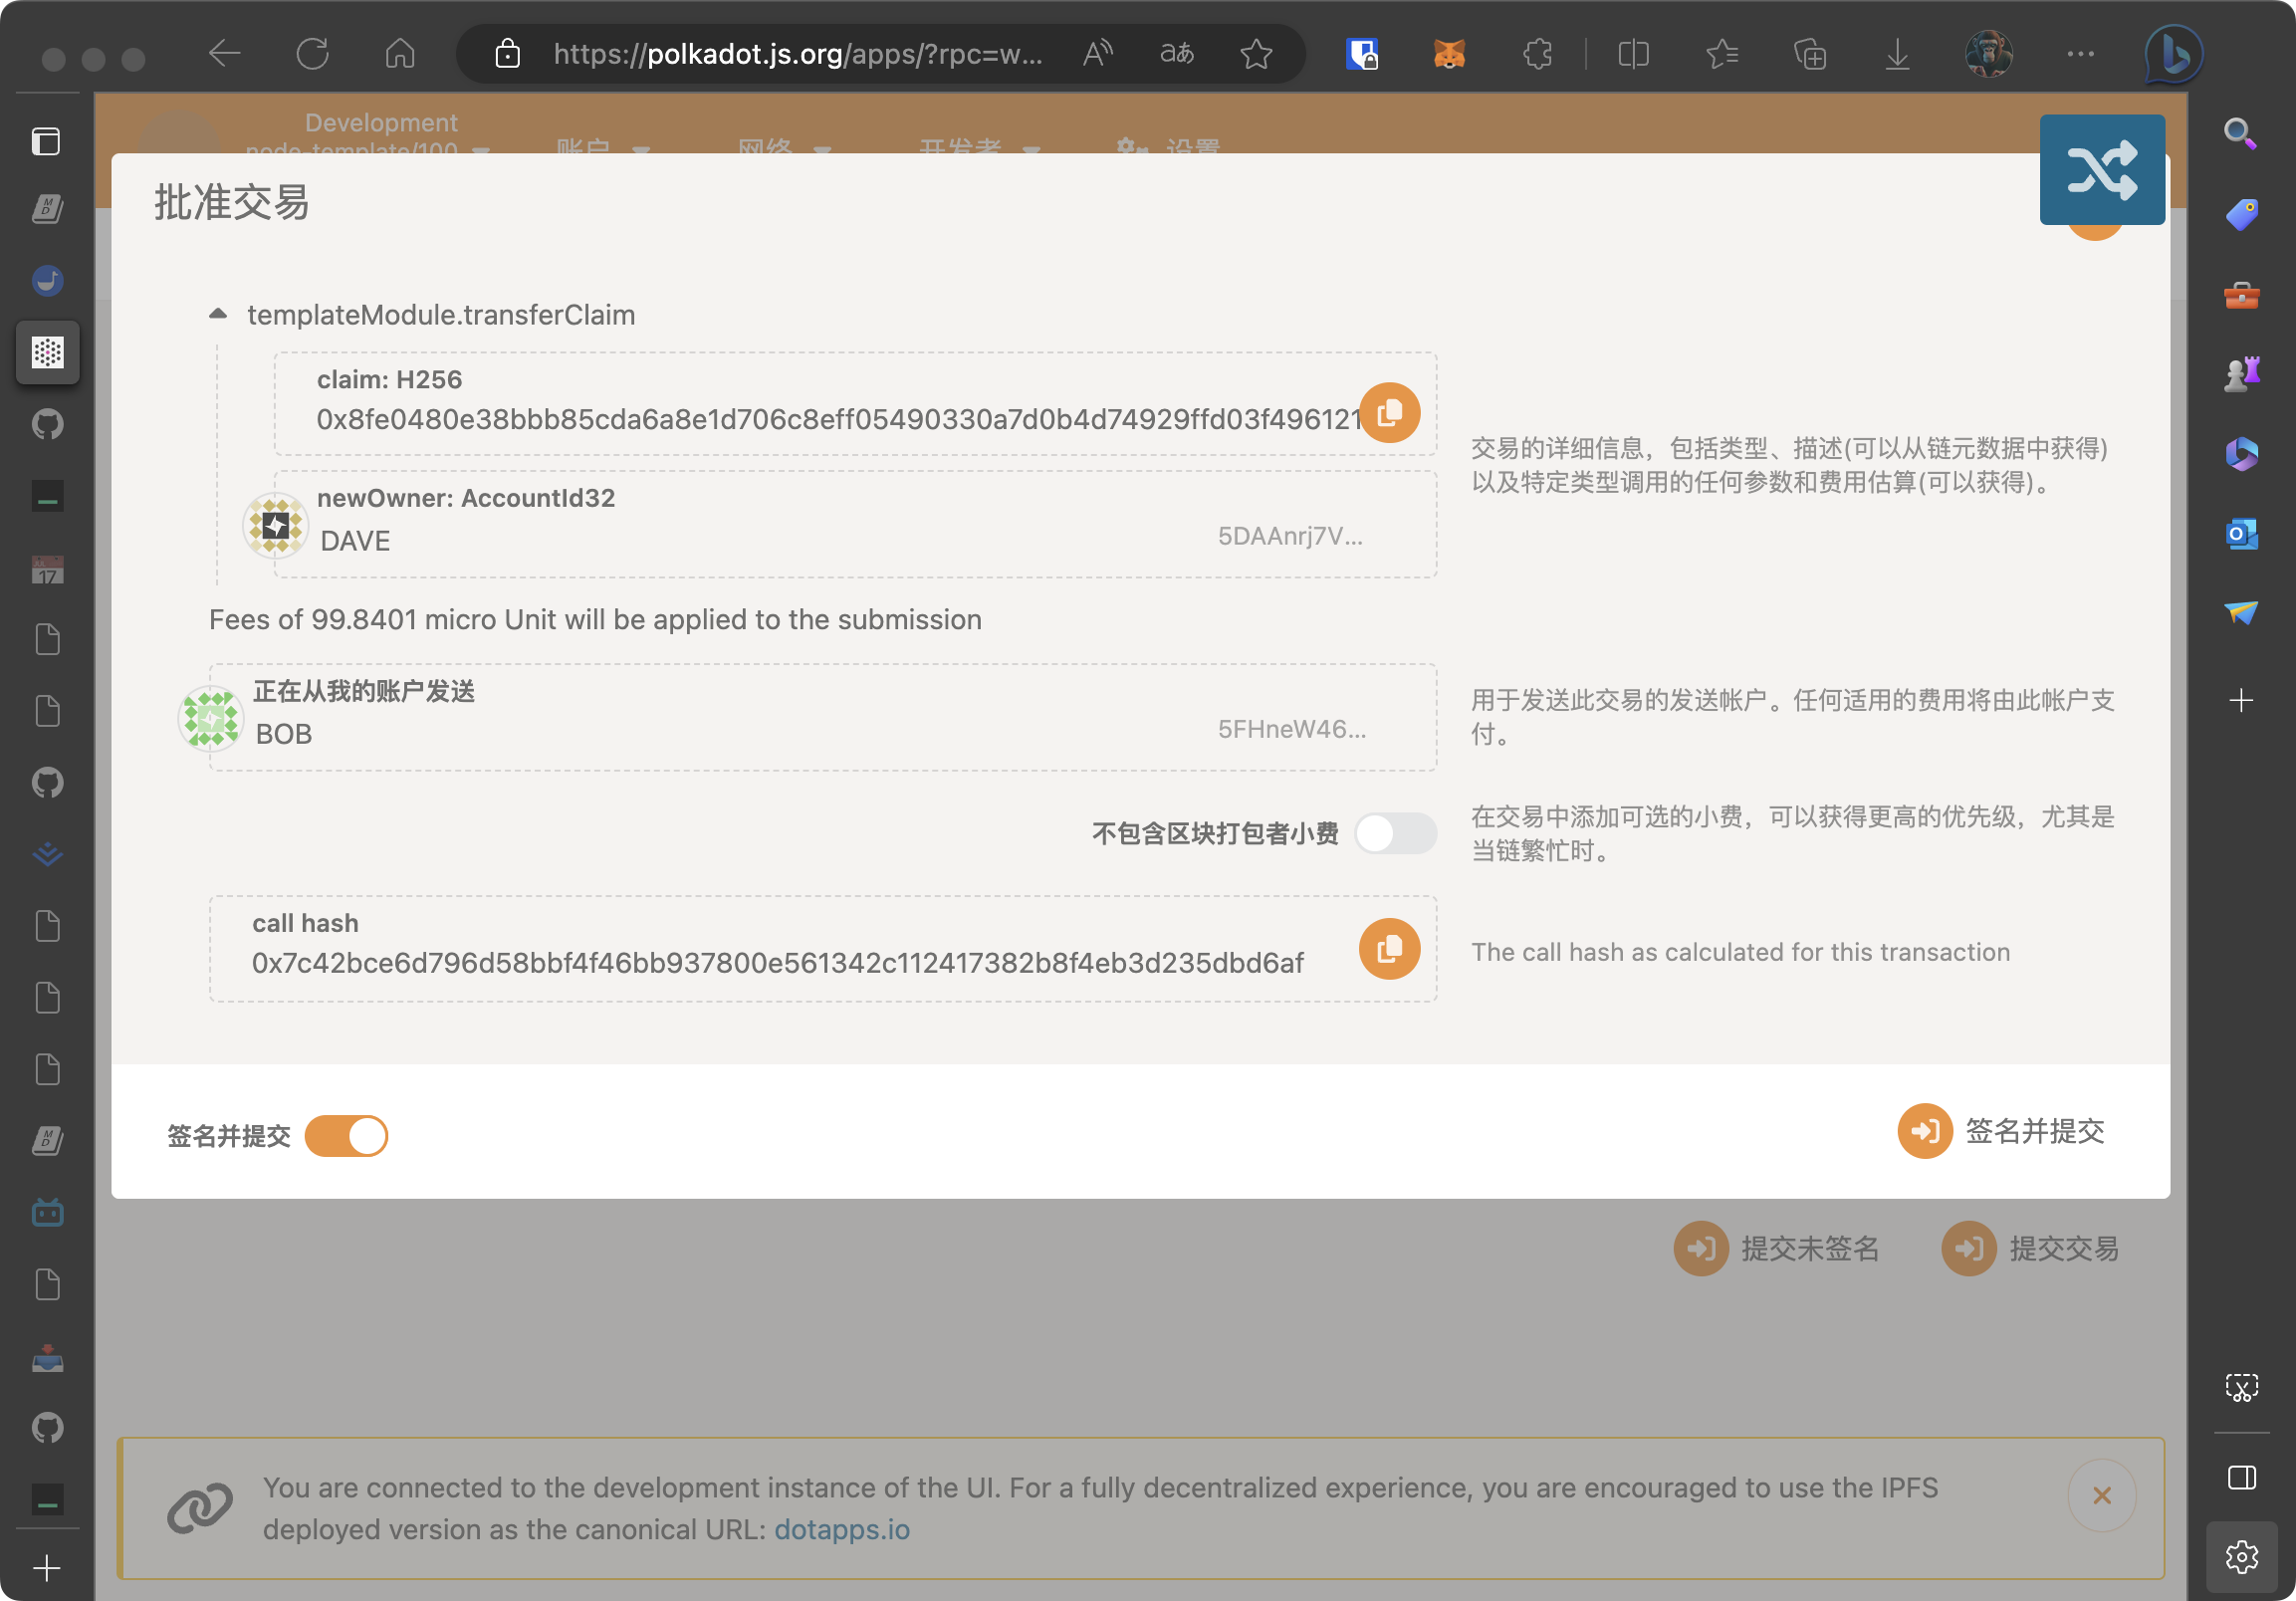 https://polkadot.js.org/apps/?rpc=w...
Development
node-template/100
账户
网络
开发者
设置
批准交易
templateModule.transferClaim
claim: H256
0x8fe0480e38bbb85cda6a8e1d706c8eff05490330a7d0b4d74929ffd03f496121
交易的详细信息，包括类型、描述(可以从链元数据中获得)
以及特定类型调用的任何参数和费用估算(可以获得)。
newOwner: AccountId32
DAVE
5DAAnrj7V...
Fees of 99.8401 micro Unit will be applied to the submission
正在从我的账户发送
BOB
5FHneW46...
用于发送此交易的发送帐户。任何适用的费用将由此帐户支
付。
不包含区块打包者小费
在交易中添加可选的小费，可以获得更高的优先级，尤其是
当链繁忙时。
call hash
0x7c42bce6d796d58bbf4f46bb937800e561342c112417382b8f4eb3d235dbd6af
The call hash as calculated for this transaction
签名并提交
签名并提交
提交未签名
提交交易
You are connected to the development instance of the UI. For a fully decentralized experience, you are encouraged to use the IPFS
deployed version as the canonical URL: dotapps.io
17